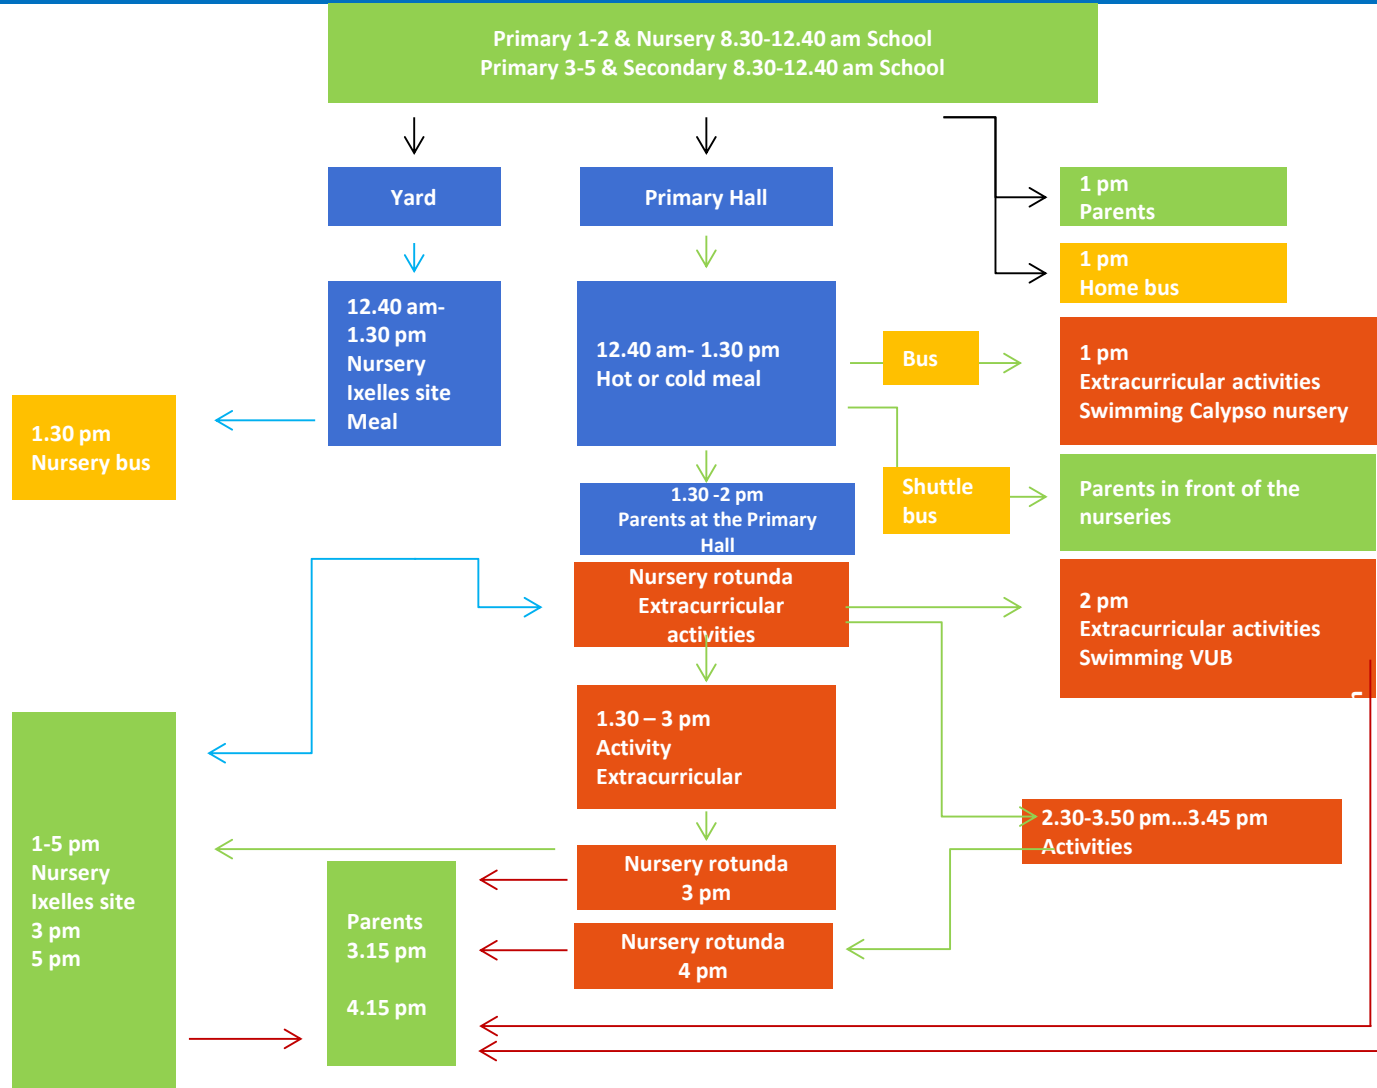 Primary 1-2 & Nursery 8.30-12.40 am School
Primary 3-5 & Secondary 8.30-12.40 am School
Yard
Primary Hall
1 pm
Parents
1 pm
Home bus
12.40 am-
1.30 pm
Nursery
Ixelles site
Meal
12.40 am- 1.30 pm
Hot or cold meal
Bus
1 pm
Extracurricular activities
Swimming Calypso nursery
1.30 pm
Nursery bus
Shuttle
bus
Parents in front of the
nurseries
1.30 -2 pm
Parents at the Primary
Hall
Nursery rotunda
Extracurricular
activities
2 pm
Extracurricular activities
Swimming VUB
1.30 – 3 pm
Activity
Extracurricular
2.30-3.50 pm...3.45 pm
Activities
1-5 pm
Nursery
Ixelles site
3 pm
5 pm
Nursery rotunda
3 pm
Parents
3.15 pm
4.15 pm
Nursery rotunda
4 pm